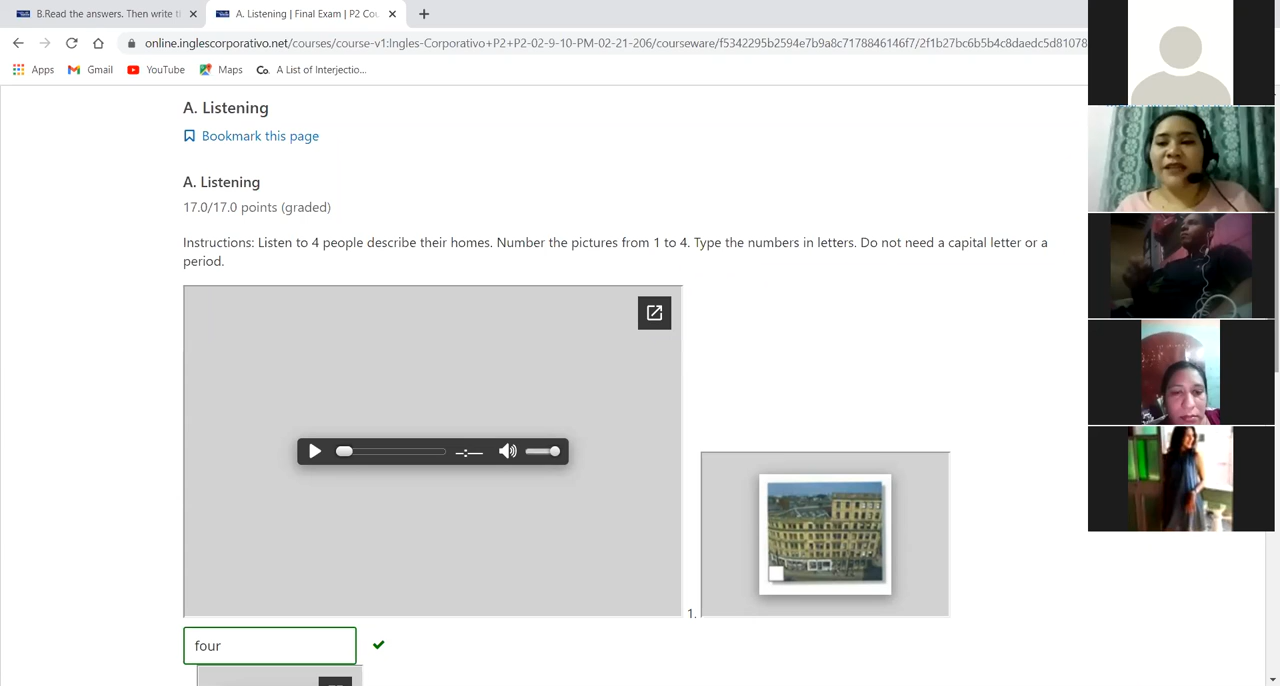 B.Read the answers. Then write t
A. Listening | Final Exam | P2 Cou
online.inglescorporativo.net/courses/course-v1:Ingles-Corporativo+P2+P2-02-9-10-PM-02-21-206/courseware/f5342295b2594e7b9a8c7178846146f7/2f1b27bc6b5b4c8daedc5d81078
Apps
Gmail
YouTube
Maps
Co.
A List of Interjectio...
A. Listening
Bookmark this page
A. Listening
17.0/17.0 points (graded)
Instructions: Listen to 4 people describe their homes. Number the pictures from 1 to 4. Type the numbers in letters. Do not need a capital letter or a
period.
-:--
1.
four